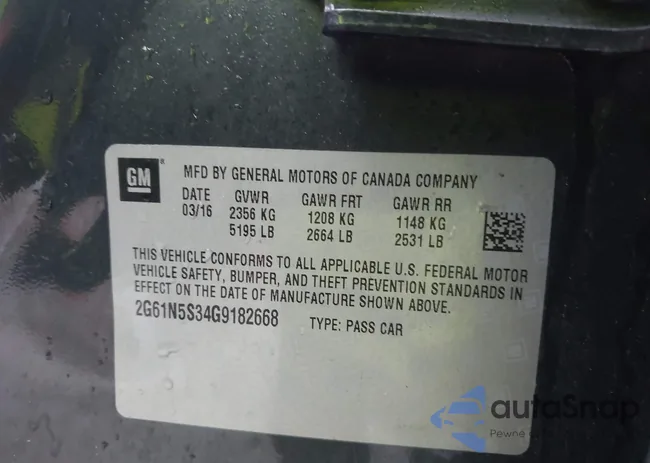 GM
MFD BY GENERAL MOTORS OF CANADA COMPANY
DATE GVWR GAWR FRT GAWR RR
03/16 2356 KG 1208 KG 1148 KG
5195 LB 2664 LB 2531 LB
THIS VEHICLE CONFORMS TO ALL APPLICABLE U.S. FEDERAL MOTOR
VEHICLE SAFETY, BUMPER, AND THEFT PREVENTION STANDARDS IN
EFFECT ON THE DATE OF MANUFACTURE SHOWN ABOVE.
2G61N5S34G9182668 TYPE: PASS CAR
autoSnap
Pewne